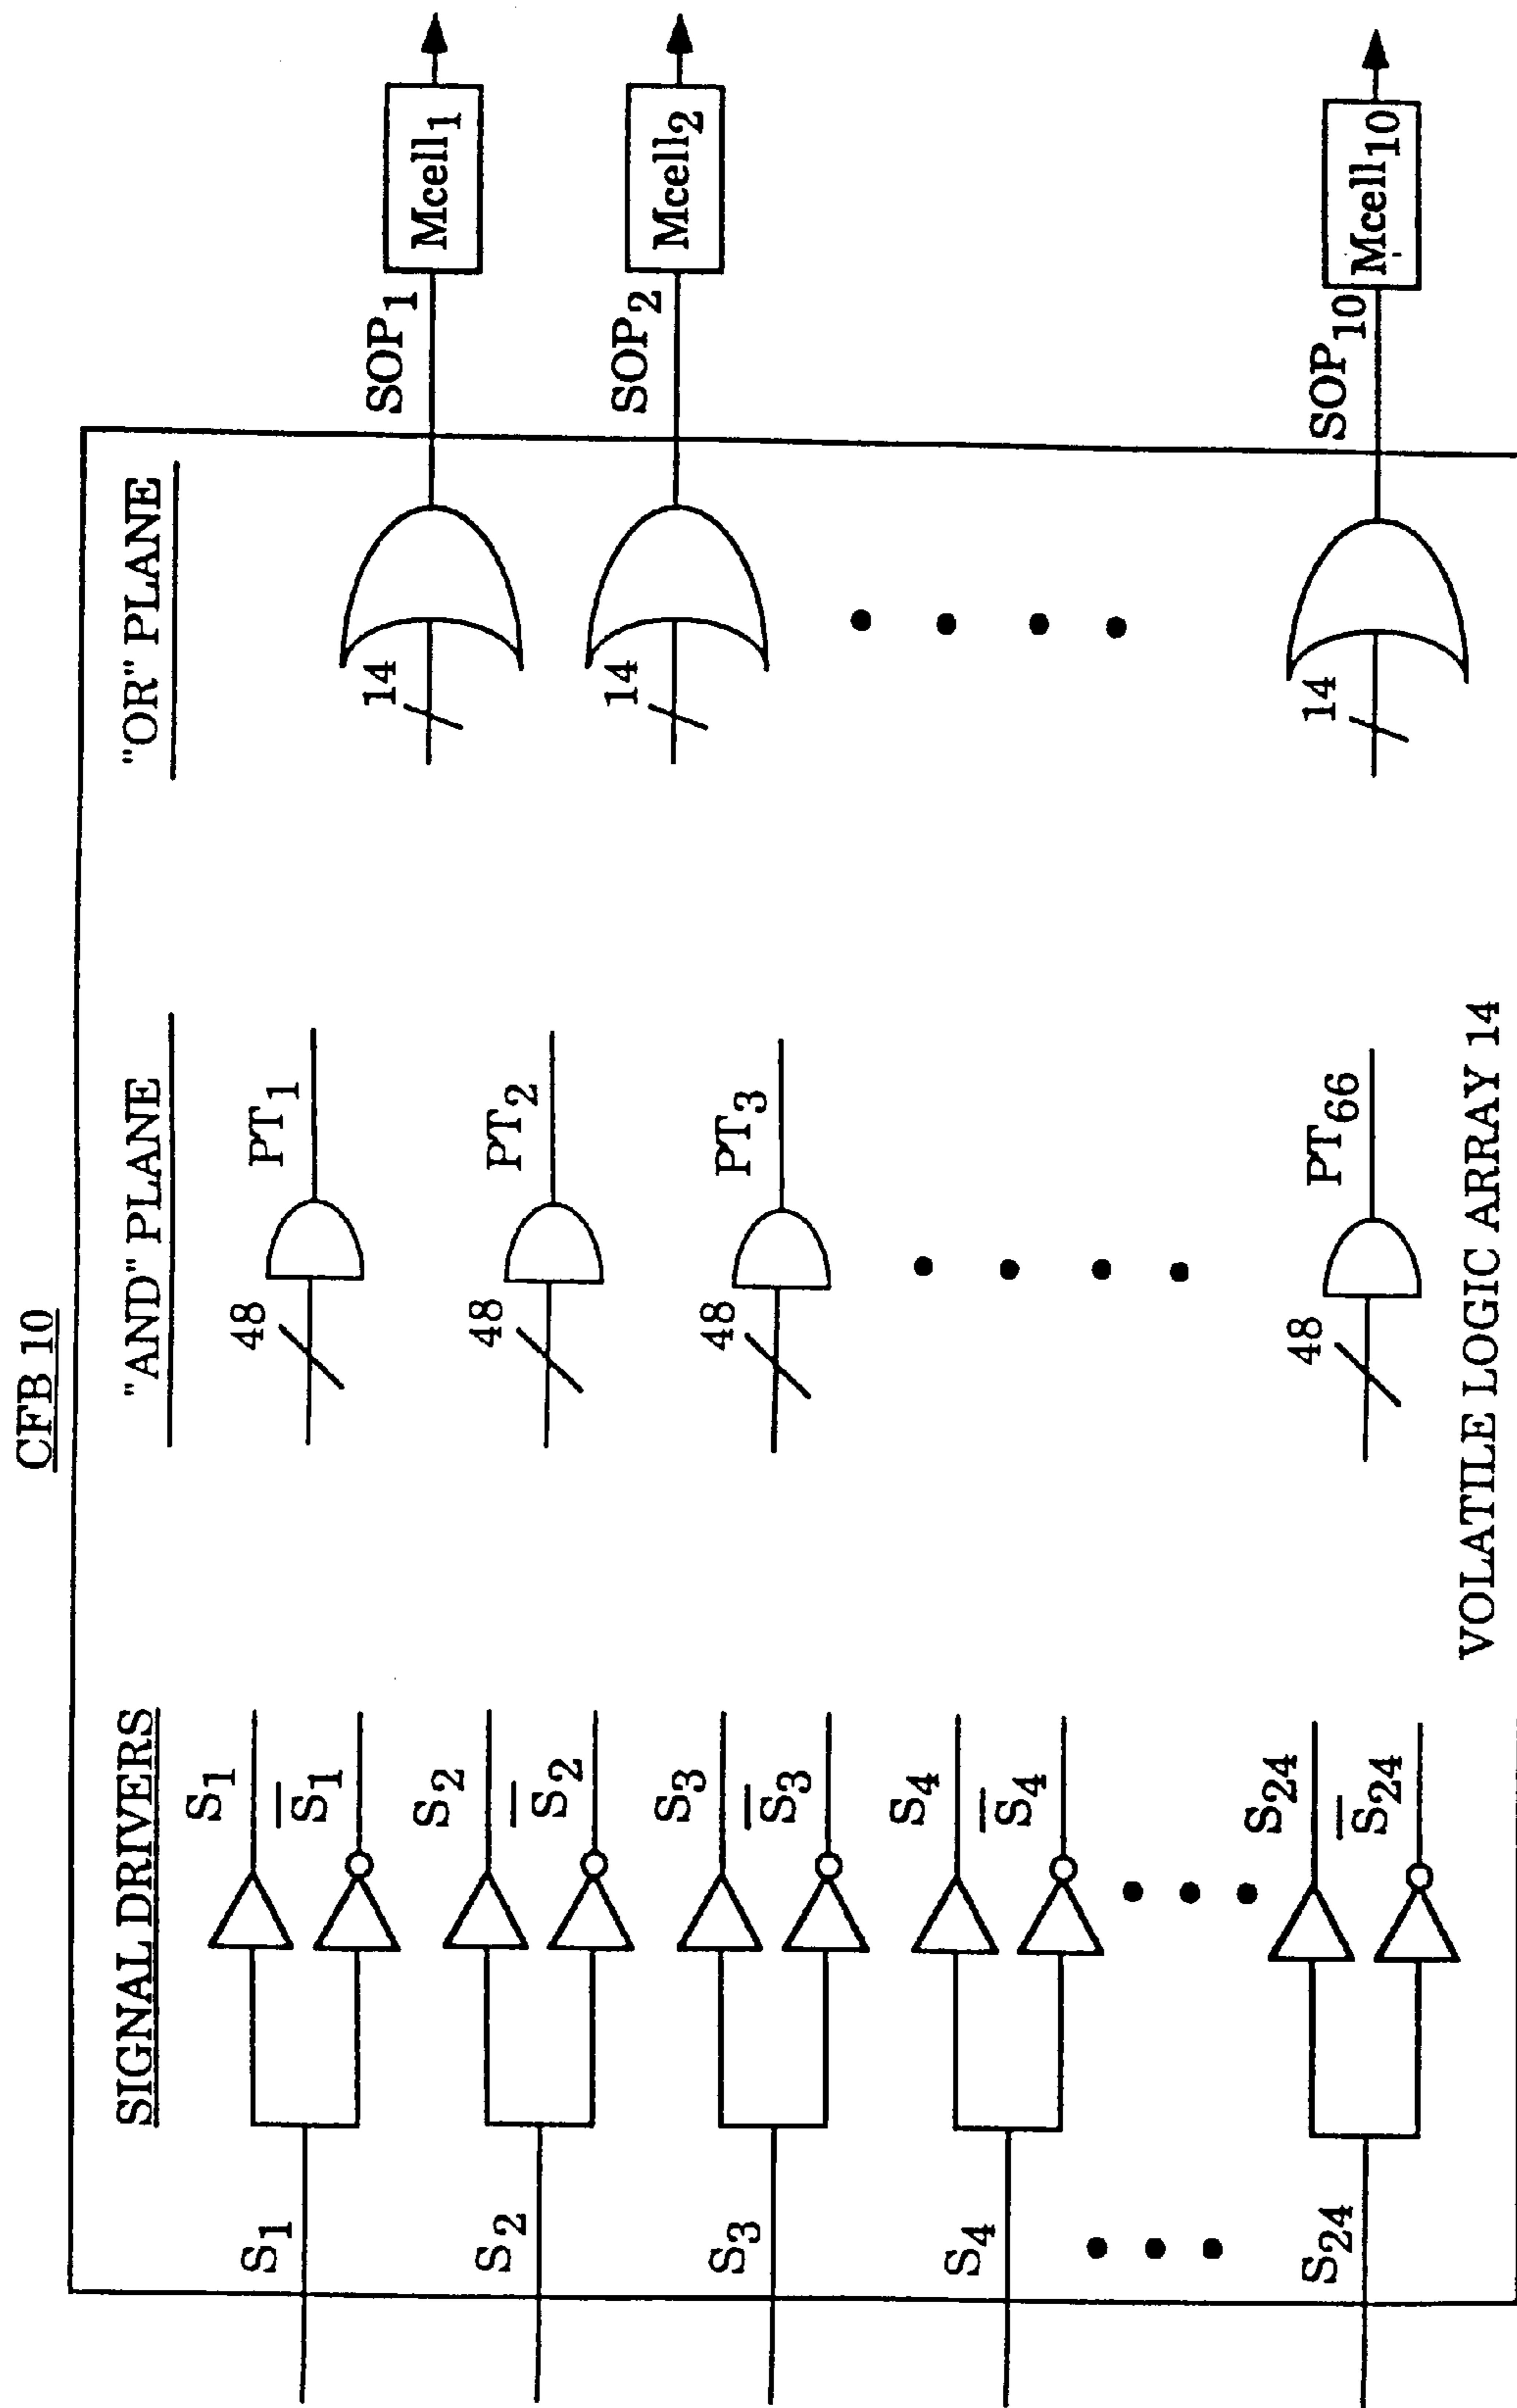 CFB 10
SIGNAL DRIVERS
"AND" PLANE
"OR" PLANE
S1
S1
S̅1
S2
S2
S̅2
S3
S3
S̅3
S4
S4
S̅4
S24
S24
S̅24
48
PT1
48
PT2
48
PT3
48
PT66
14
SOP1
Mcell1
14
SOP2
Mcell2
14
SOP10
Mcell10
VOLATILE LOGIC ARRAY 14